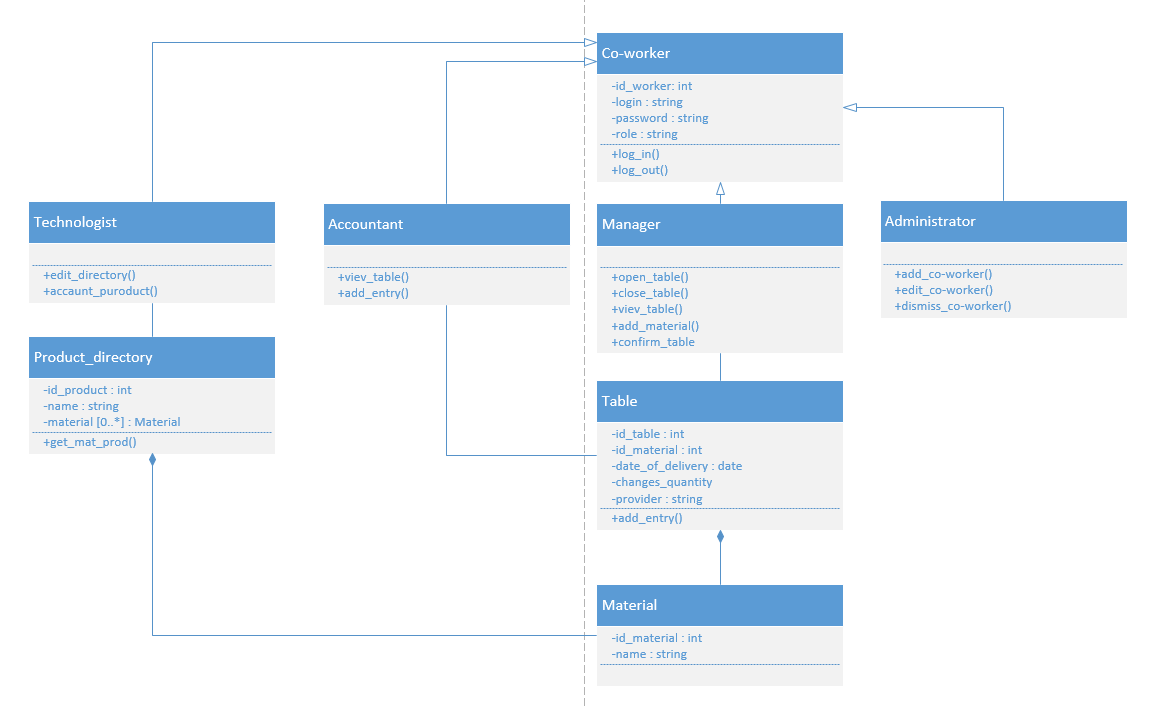 Co-worker
-id_worker: int
-login : string
-password : string
-role : string
+log_in()
+log_out()
Technologist
+edit_directory()
+accaunt_puroduct()
Accountant
+viev_table()
+add_entry()
Manager
+open_table()
+close_table()
+viev_table()
+add_material()
+confirm_table
Administrator
+add_co-worker()
+edit_co-worker()
+dismiss_co-worker()
Product_directory
-id_product : int
-name : string
-material [0..*] : Material
+get_mat_prod()
Table
-id_table : int
-id_material : int
-date_of_delivery : date
-changes_quantity
-provider : string
+add_entry()
Material
-id_material : int
-name : string